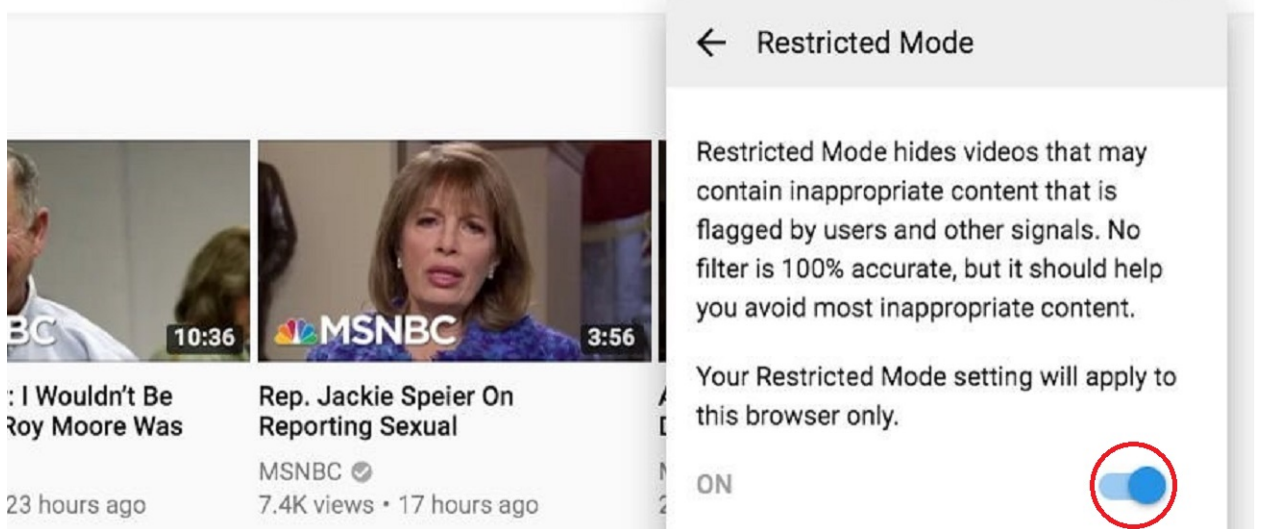 Restricted Mode
Restricted Mode hides videos that may
contain inappropriate content that is
flagged by users and other signals. No
filter is 100% accurate, but it should help
you avoid most inappropriate content.
Your Restricted Mode setting will apply to
this browser only.
ON
BC
10:36
: I Wouldn't Be
Roy Moore Was
23 hours ago
MSNBC
3:56
Rep. Jackie Speier On
Reporting Sexual
MSNBC
7.4K views • 17 hours ago